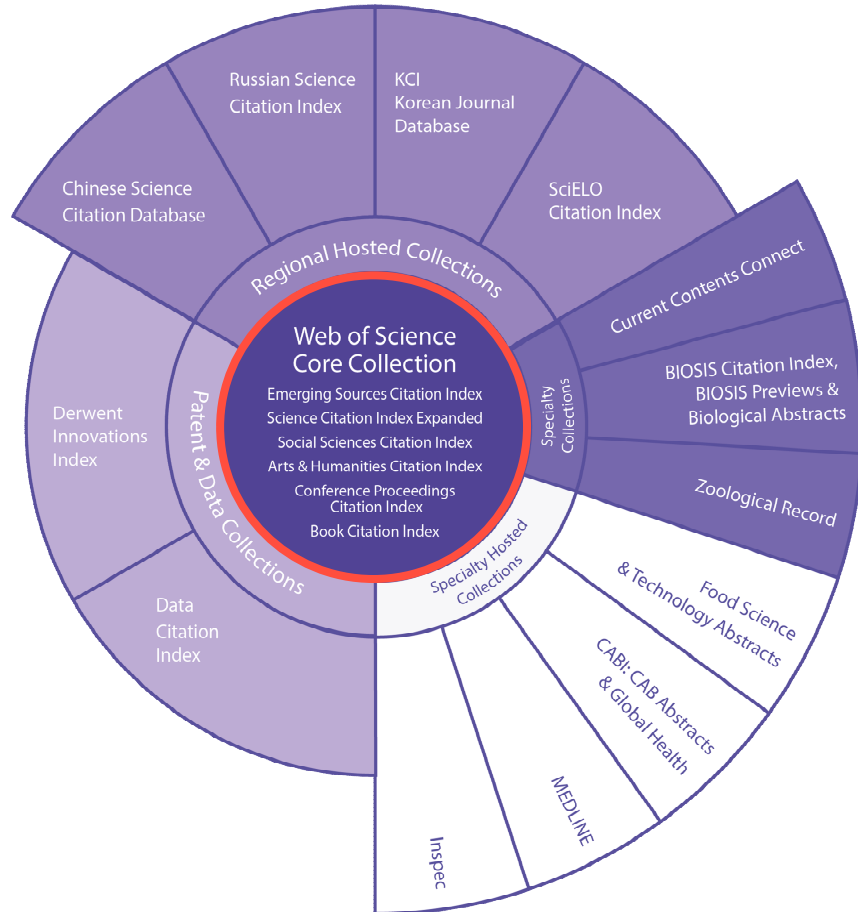 Russian Science
Citation Index
KCI
Korean Journal
Database
Chinese Science
Citation Database
SciELO
Citation Index
Regional Hosted Collections
Current Contents Connect
Web of Science
Core Collection
Emerging Sources Citation Index
Science Citation Index Expanded
Social Sciences Citation Index
Arts & Humanities Citation Index
Conference Proceedings
Citation Index
Book Citation Index
BIOSIS Citation Index,
BIOSIS Previews &
Biological Abstracts
Specialty
Collections
Derwent
Innovations
Index
Patent & Data Collections
Zoological Record
Specialty Hosted
Collections
Data
Citation
Index
Food Science
& Technology Abstracts
CABI: CAB Abstracts
& Global Health
MEDLINE
Inspec